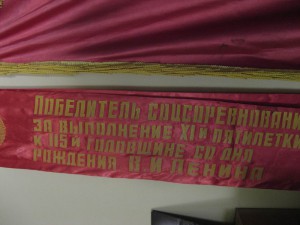 ПОБЕДИТЕЛЬ СОЦСОРЕВНОВАНИ
ЗА ВЫПОЛНЕНИЕ XI Й ПЯТИЛЕТКИ
К 115 Й ГОДОВЩИНЕ СО ДНЯ
РОЖДЕНИЯ В.И.ЛЕНИНА